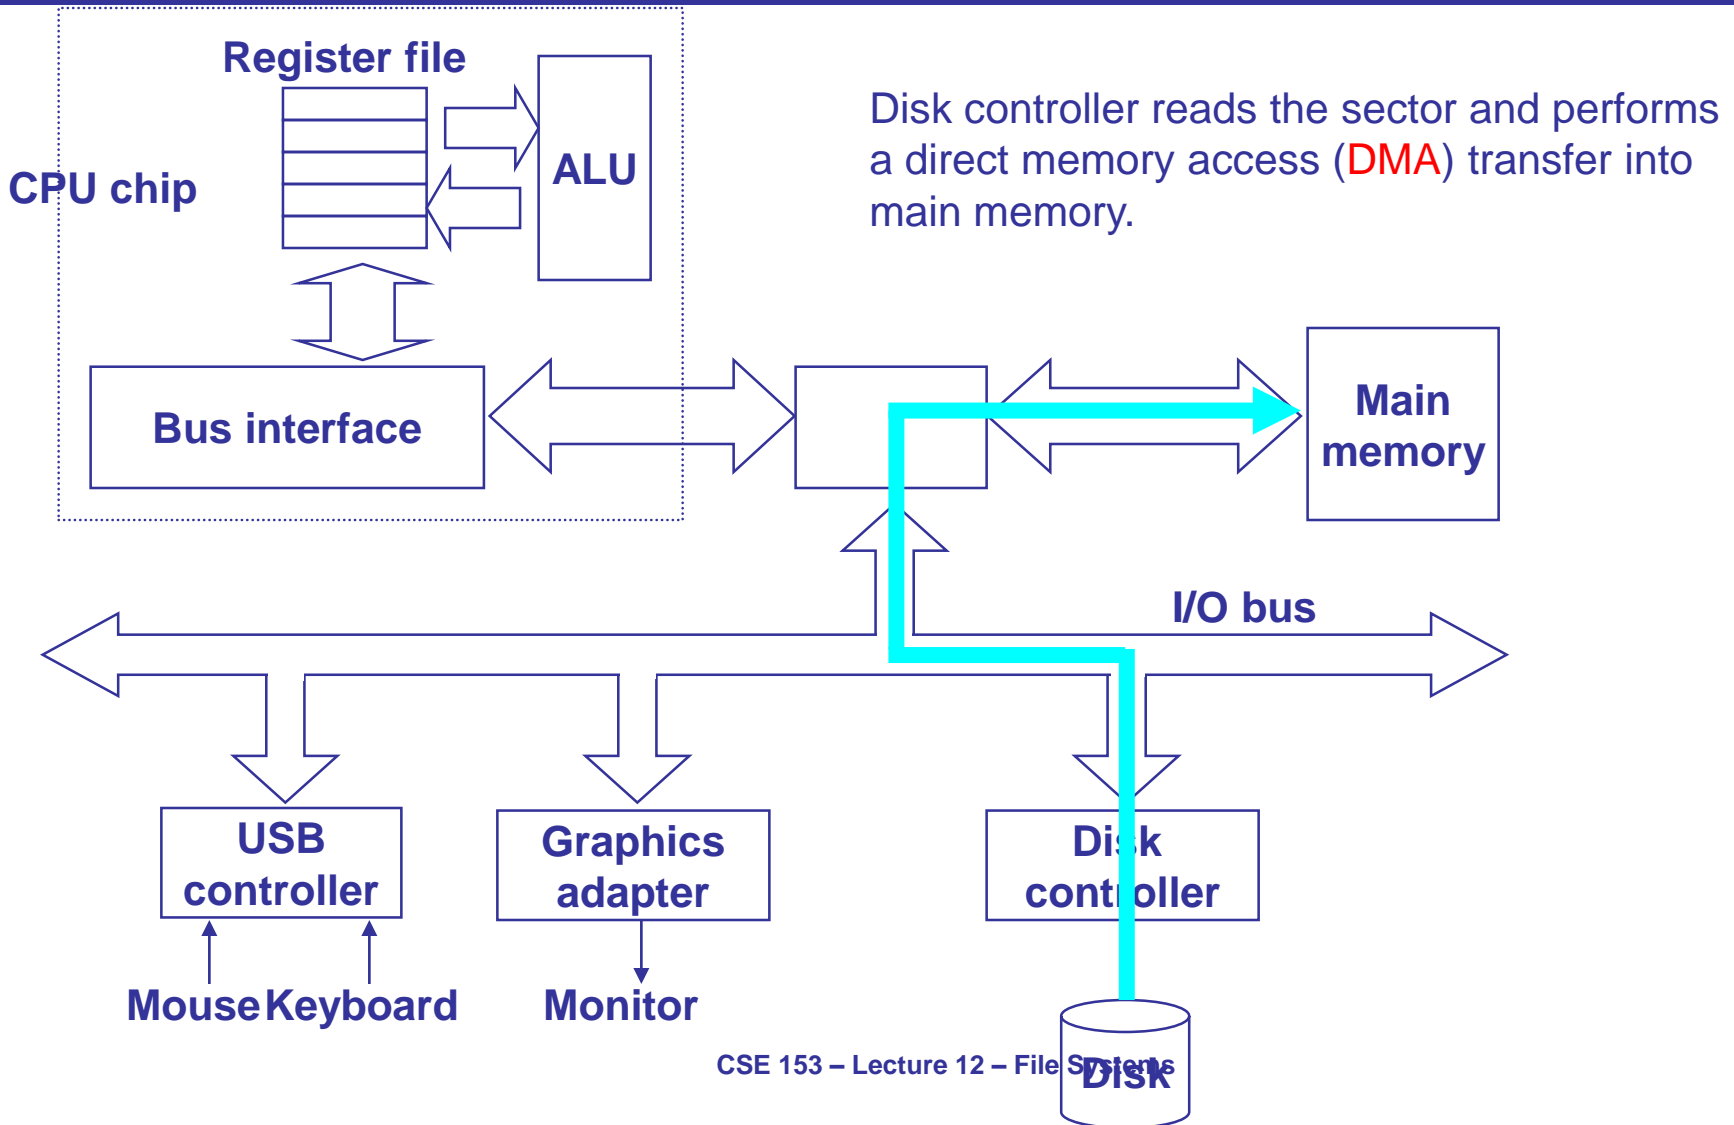 Register file
ALU
CPU chip
Disk controller reads the sector and performs
a direct memory access (DMA) transfer into
main memory.
Bus interface
Main
memory
I/O bus
USB
controller
Graphics
adapter
Disk
controller
Mouse Keyboard
Monitor
CSE 153 – Lecture 12 – File Systems
Disk